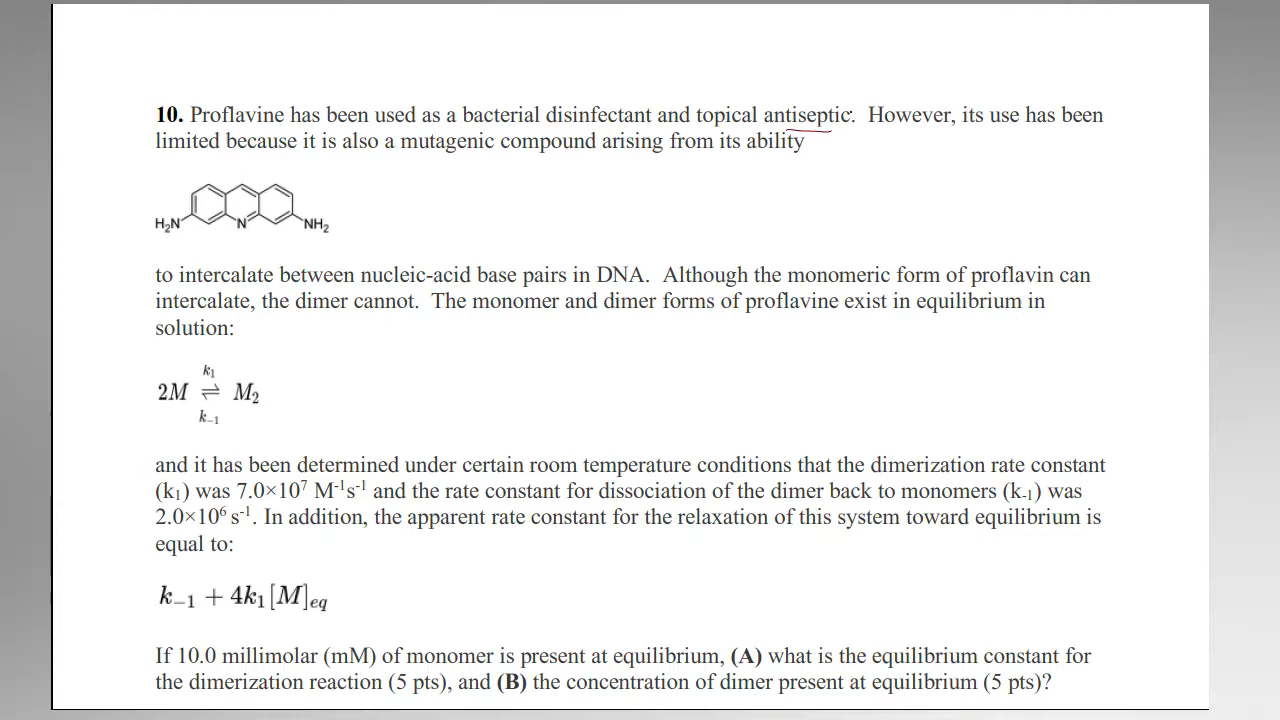 10. Proflavine has been used as a bacterial disinfectant and topical antiseptic. However, its use has been
limited because it is also a mutagenic compound arising from its ability
H₂N N NH₂
to intercalate between nucleic-acid base pairs in DNA. Although the monomeric form of proflavin can
intercalate, the dimer cannot. The monomer and dimer forms of proflavine exist in equilibrium in
solution:
k₁
2M ⇌ M₂
k₋₁
and it has been determined under certain room temperature conditions that the dimerization rate constant
(k₁) was 7.0×10⁷ M⁻¹s⁻¹ and the rate constant for dissociation of the dimer back to monomers (k₋₁) was
2.0×10⁶ s⁻¹. In addition, the apparent rate constant for the relaxation of this system toward equilibrium is
equal to:
k₋₁ + 4k₁[M]eq
If 10.0 millimolar (mM) of monomer is present at equilibrium, (A) what is the equilibrium constant for
the dimerization reaction (5 pts), and (B) the concentration of dimer present at equilibrium (5 pts)?